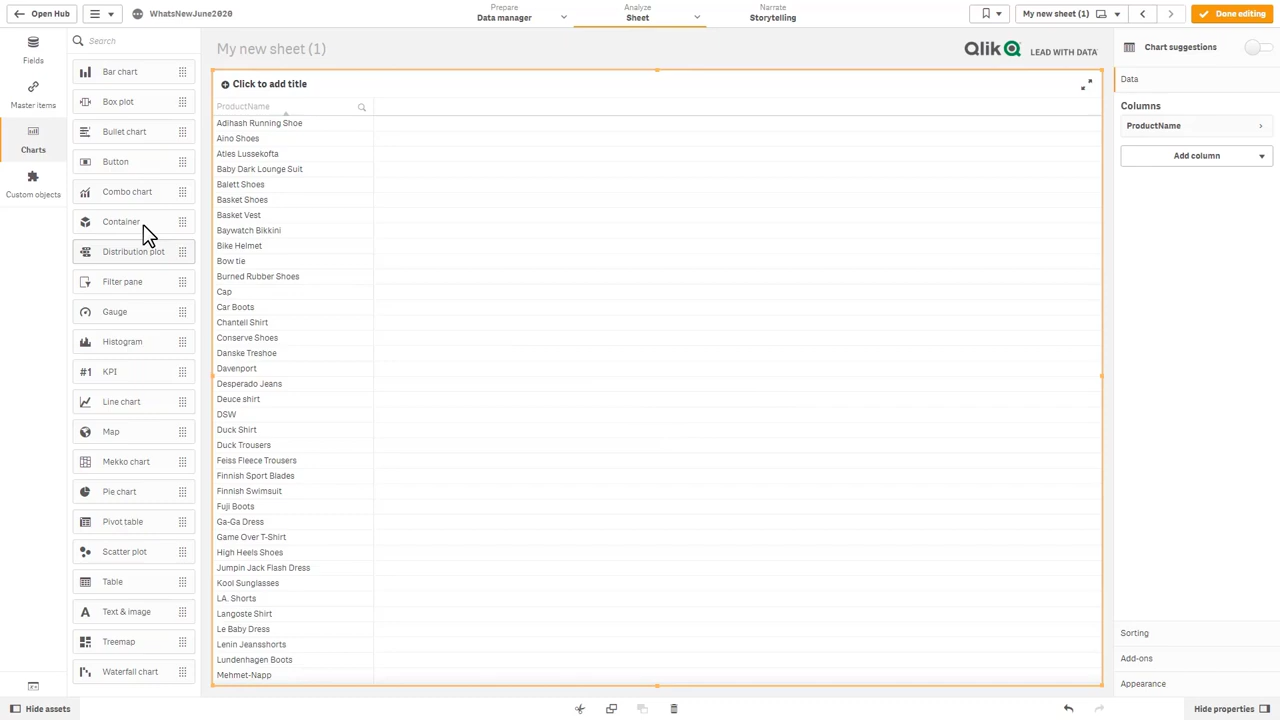 Open Hub
WhatsNewJune2020
Prepare
Data manager
Analyze
Sheet
Narrate
Storytelling
My new sheet (1)
Done editing
Fields
Master items
Charts
Custom objects
Search
Bar chart
Box plot
Bullet chart
Button
Combo chart
Container
Distribution plot
Filter pane
Gauge
Histogram
#1 KPI
Line chart
Map
Mekko chart
Pie chart
Pivot table
Scatter plot
Table
A Text & image
Treemap
Waterfall chart
My new sheet (1)
Qlik LEAD WITH DATA
Click to add title
ProductName
Adihash Running Shoe
Aino Shoes
Atles Lussekofta
Baby Dark Lounge Suit
Balett Shoes
Basket Shoes
Basket Vest
Baywatch Bikkini
Bike Helmet
Bow tie
Burned Rubber Shoes
Cap
Car Boots
Chantell Shirt
Conserve Shoes
Danske Treshoe
Davenport
Desperado Jeans
Deuce shirt
DSW
Duck Shirt
Duck Trousers
Feiss Fleece Trousers
Finnish Sport Blades
Finnish Swimsuit
Fuji Boots
Ga-Ga Dress
Game Over T-Shirt
High Heels Shoes
Jumpin Jack Flash Dress
Kool Sunglasses
LA. Shorts
Langoste Shirt
Le Baby Dress
Lenin Jeansshorts
Lundenhagen Boots
Mehmet-Napp
Chart suggestions
Data
Columns
ProductName
Add column
Sorting
Add-ons
Appearance
Hide assets
Hide properties